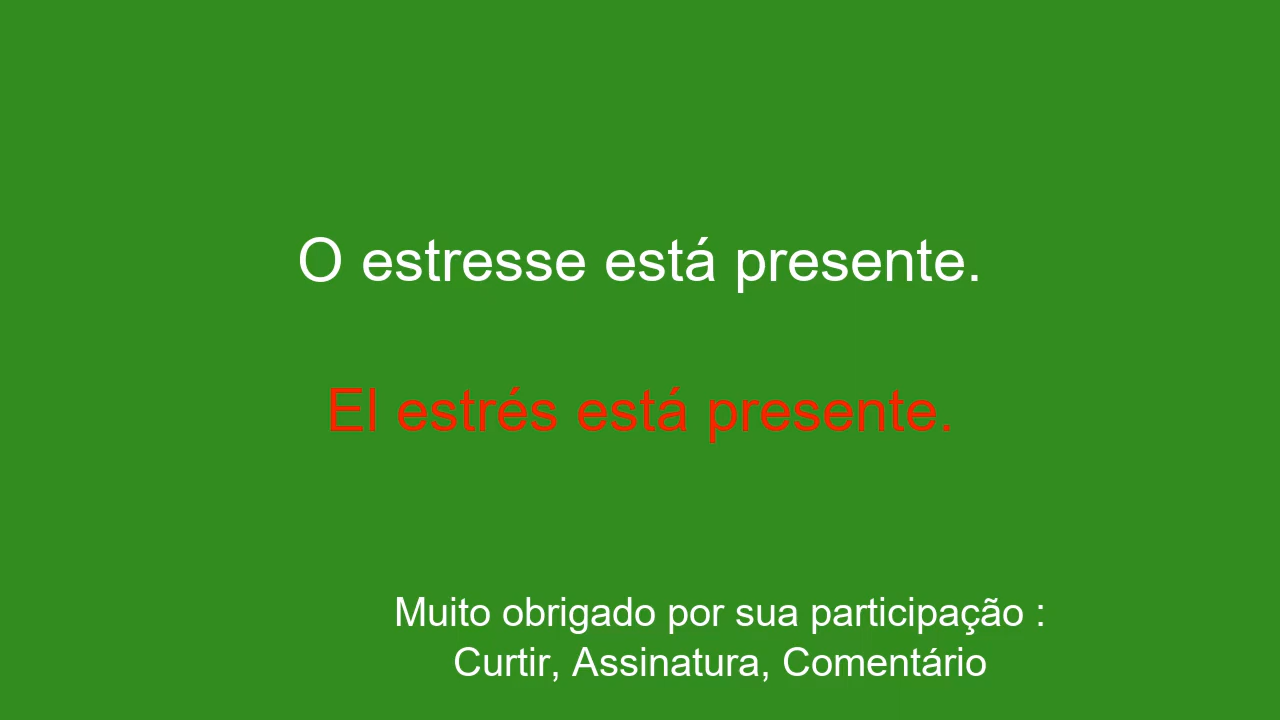 O estresse está presente.
El estrés está presente.
Muito obrigado por sua participação :
Curtir, Assinatura, Comentário